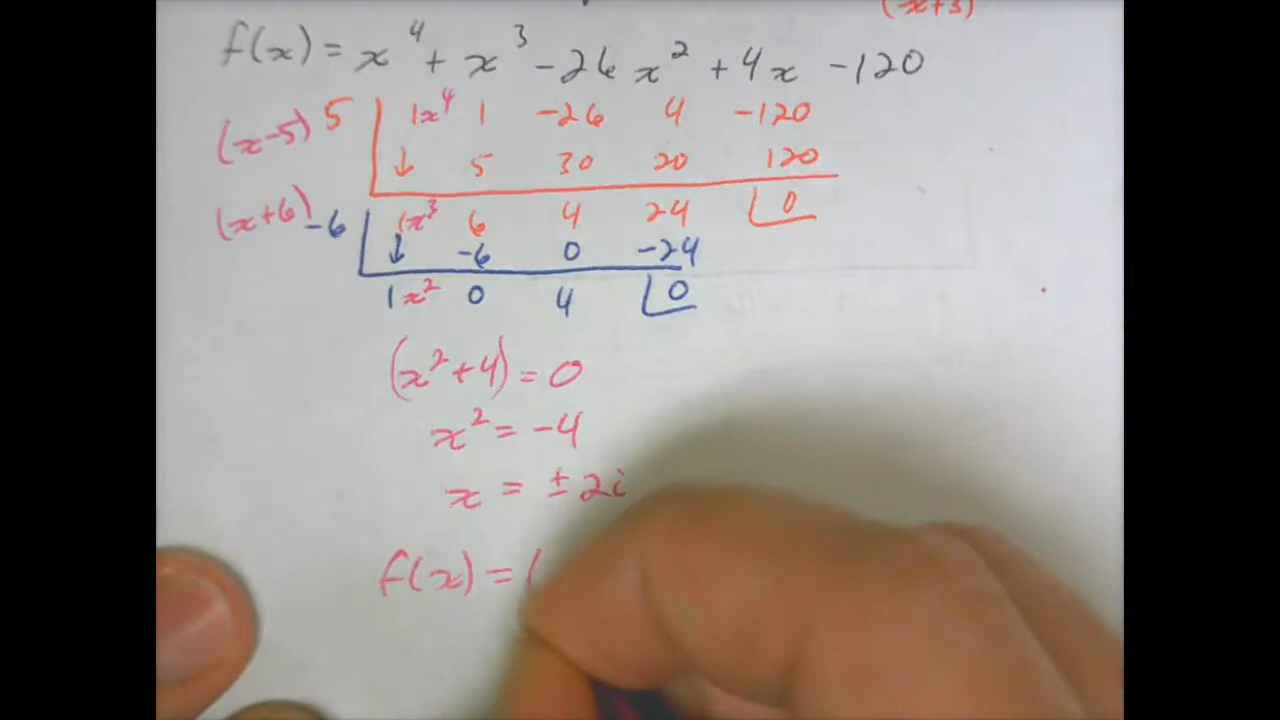 (x+3)
f(x) = x⁴ + x³ - 26x² + 4x - 120
(x-5) 5 | 1x⁴ 1 -26 4 -120
↓ 5 30 20 120
(x+6) -6 | 1x³ 6 4 24 | 0
↓ -6 0 -24
1x² 0 4 | 0
(x²+4) = 0
x² = -4
x = ± 2i
f(x) = (